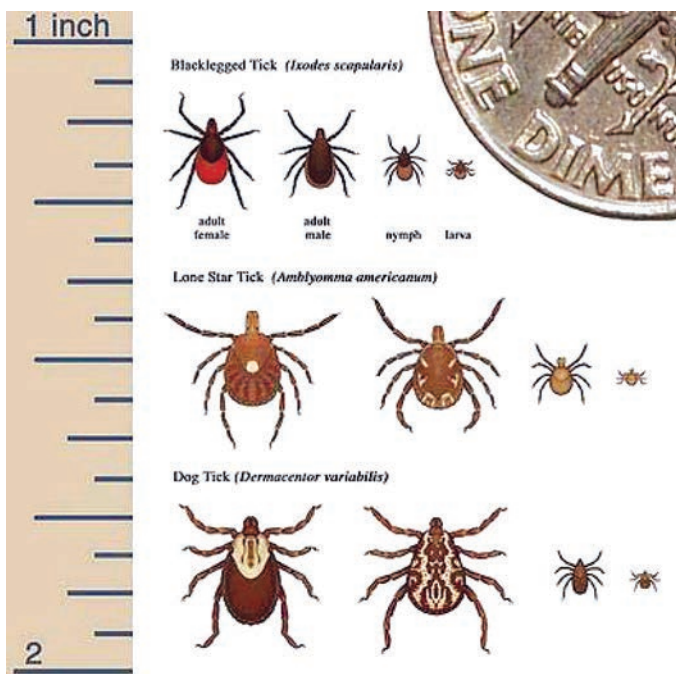 1 inch
Blacklegged Tick (Ixodes scapularis)
ONE DIME
adult
female
adult
male
nymph
larva
Lone Star Tick (Amblyomma americanum)
Dog Tick (Dermacentor variabilis)
2